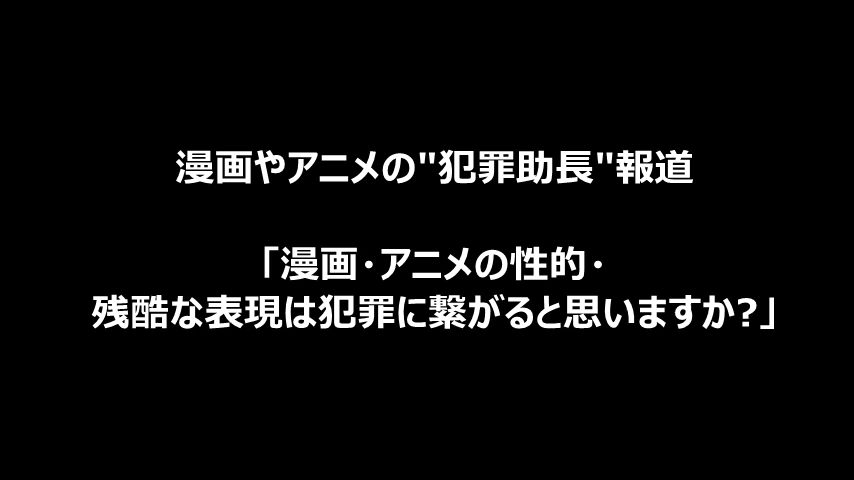 漫画やアニメの"犯罪助長"報道
「漫画・アニメの性的・
残酷な表現は犯罪に繋がると思いますか?」